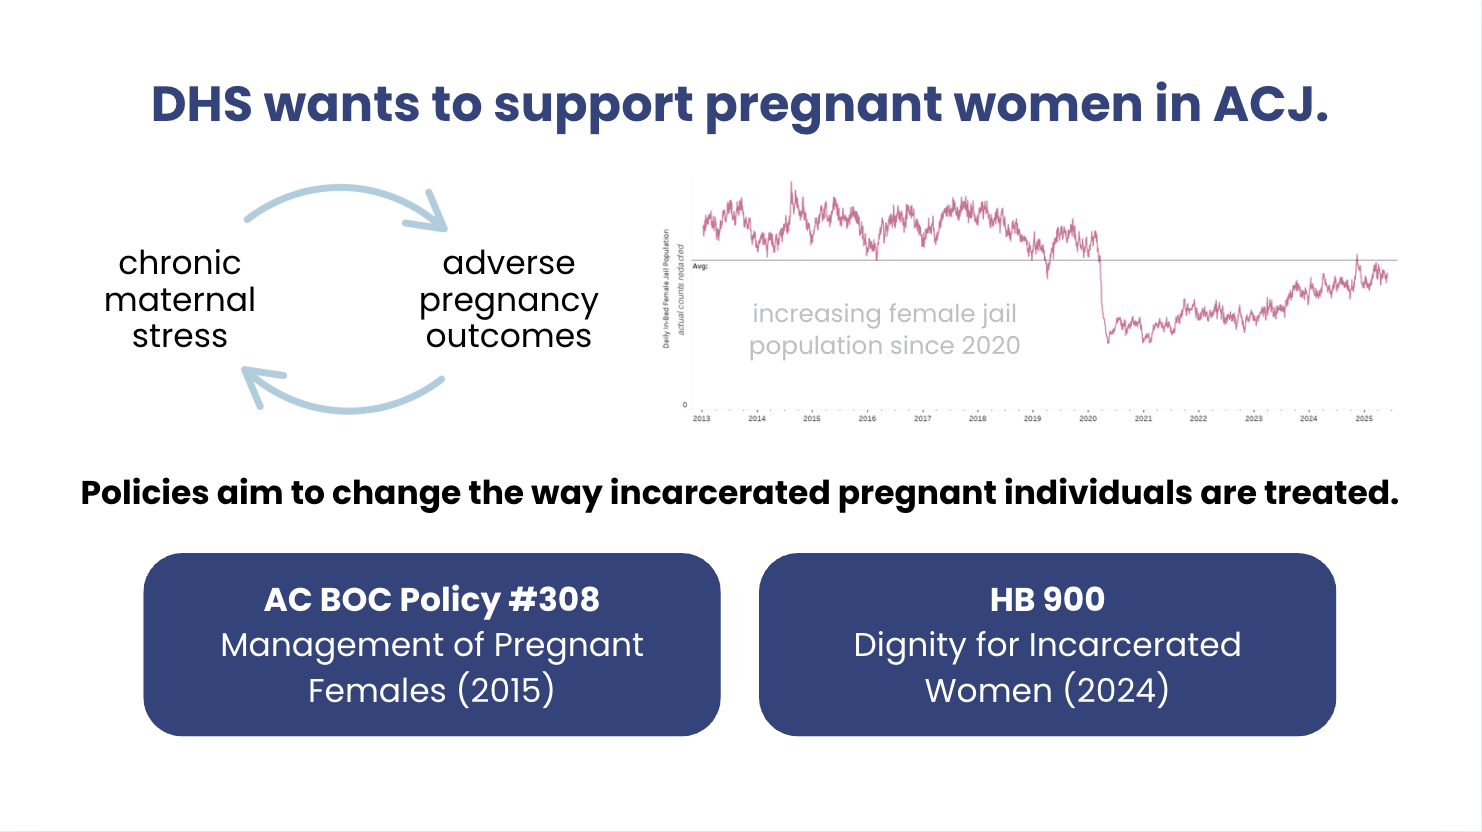 DHS wants to support pregnant women in ACJ.
chronic
maternal
stress
adverse
pregnancy
outcomes
Daily In-Bed Female Jail Population
actual counts redacted
Avg:
increasing female jail
population since 2020
0
2013 2014 2015 2016 2017 2018 2019 2020 2021 2022 2023 2024 2025
Policies aim to change the way incarcerated pregnant individuals are treated.
AC BOC Policy #308
Management of Pregnant
Females (2015)
HB 900
Dignity for Incarcerated
Women (2024)